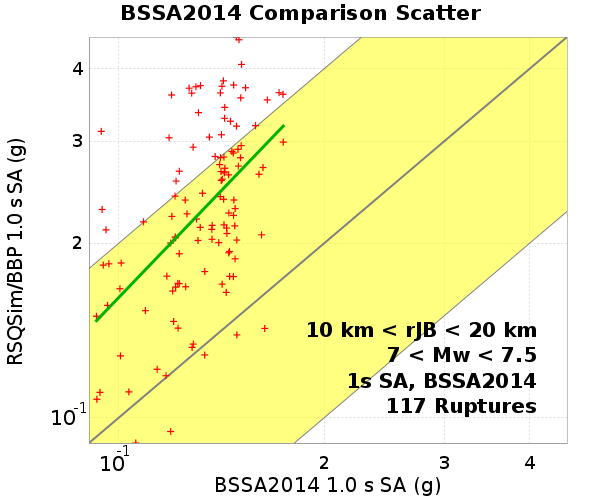 BSSA2014 Comparison Scatter
RSQSim/BBP 1.0 s SA (g)
4
3
2
10-1
10 km < rJB < 20 km
7 < Mw < 7.5
1s SA, BSSA2014
117 Ruptures
10-1 2 3 4
BSSA2014 1.0 s SA (g)